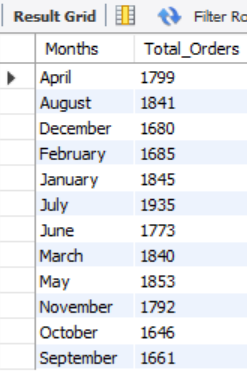 Result Grid Filter Ro
Months Total_Orders
April 1799
August 1841
December 1680
February 1685
January 1845
July 1935
June 1773
March 1840
May 1853
November 1792
October 1646
September 1661